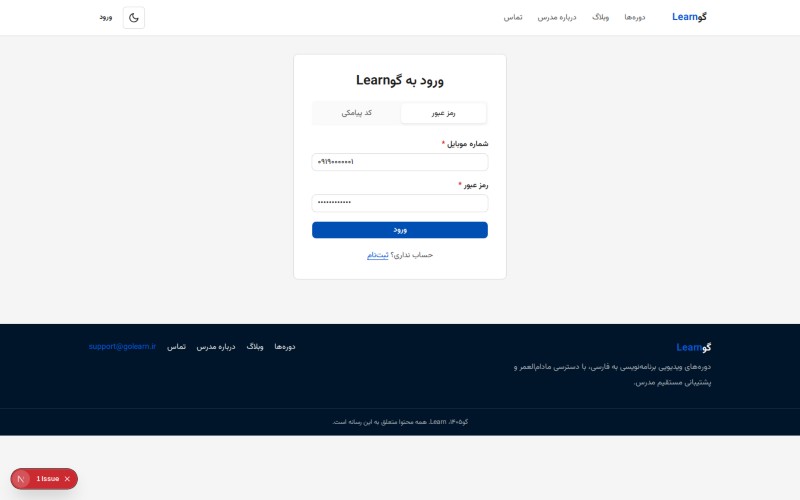 گوLearn
دوره‌ها
وبلاگ
درباره مدرس
تماس
ورود
ورود به گوLearn
رمز عبور
کد پیامکی
شماره موبایل *
۰۹۱۹۰۰۰۰۰۰۱
رمز عبور *
••••••••••••
ورود
حساب نداری؟ ثبت‌نام
گوLearn
دوره‌های ویدیویی برنامه‌نویسی به فارسی، با دسترسی مادام‌العمر و
پشتیبانی مستقیم مدرس.
دوره‌ها
وبلاگ
درباره مدرس
تماس
support@golearn.ir
گوLearn ،۱۴۰۵. همه محتوا متعلق به این رسانه است.
N 1 Issue ×